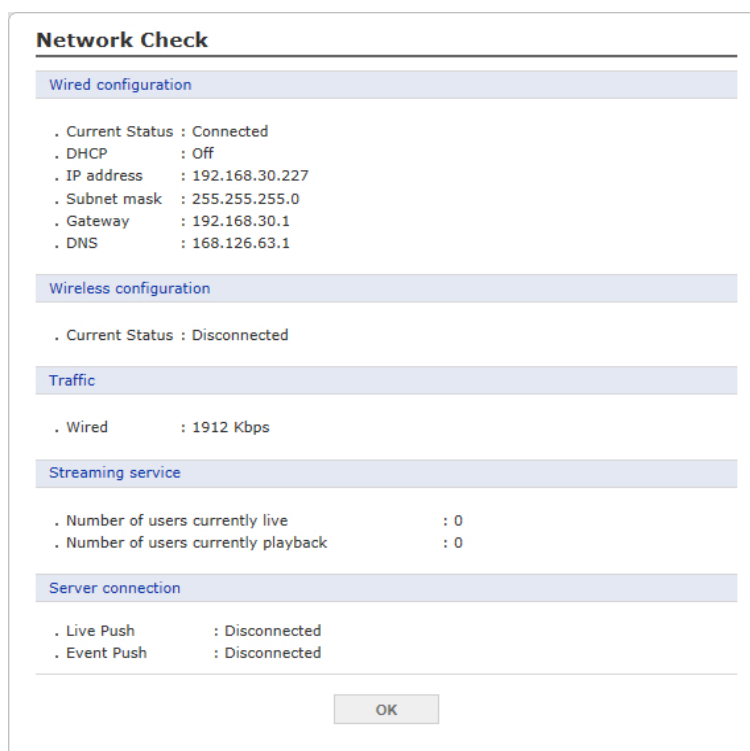 Network Check
Wired configuration
. Current Status : Connected
. DHCP : Off
. IP address : 192.168.30.227
. Subnet mask : 255.255.255.0
. Gateway : 192.168.30.1
. DNS : 168.126.63.1
Wireless configuration
. Current Status : Disconnected
Traffic
. Wired : 1912 Kbps
Streaming service
. Number of users currently live : 0
. Number of users currently playback : 0
Server connection
. Live Push : Disconnected
. Event Push : Disconnected
OK